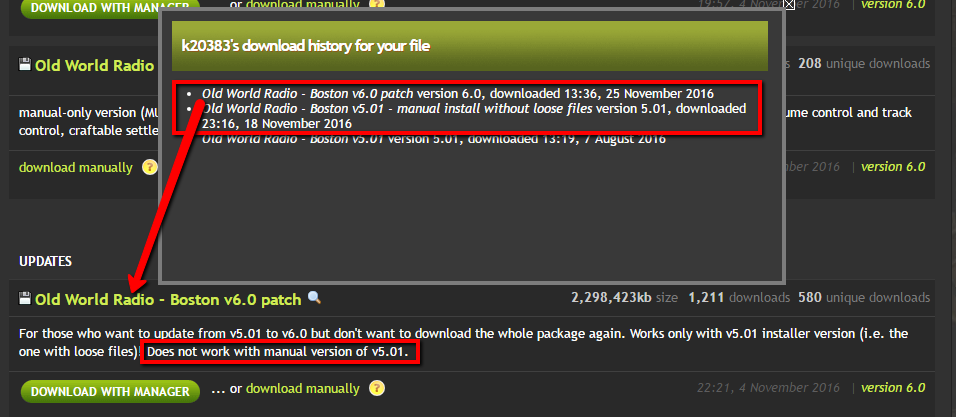 DOWNLOAD WITH MANAGER or download manually ? 19:57, 4 November 2016 | version 6.0
k20383's download history for your file
Old World Radio 208 unique downloads
• Old World Radio - Boston v6.0 patch version 6.0, downloaded 13:36, 25 November 2016
• Old World Radio - Boston v5.01 - manual install without loose files version 5.01, downloaded
23:16, 18 November 2016
Old World Radio - Boston v5.01 version 5.01, downloaded 13:19, 7 August 2016
manual-only version (M ume control and track
control, craftable settle
download manually ? vember 2016 | version 6.0
UPDATES
Old World Radio - Boston v6.0 patch 2,298,423kb size 1,211 downloads 580 unique downloads
For those who want to update from v5.01 to v6.0 but don't want to download the whole package again. Works only with v5.01 installer version (i.e. the
one with loose files)! Does not work with manual version of v5.01.
DOWNLOAD WITH MANAGER ... or download manually ? 22:21, 4 November 2016 | version 6.0